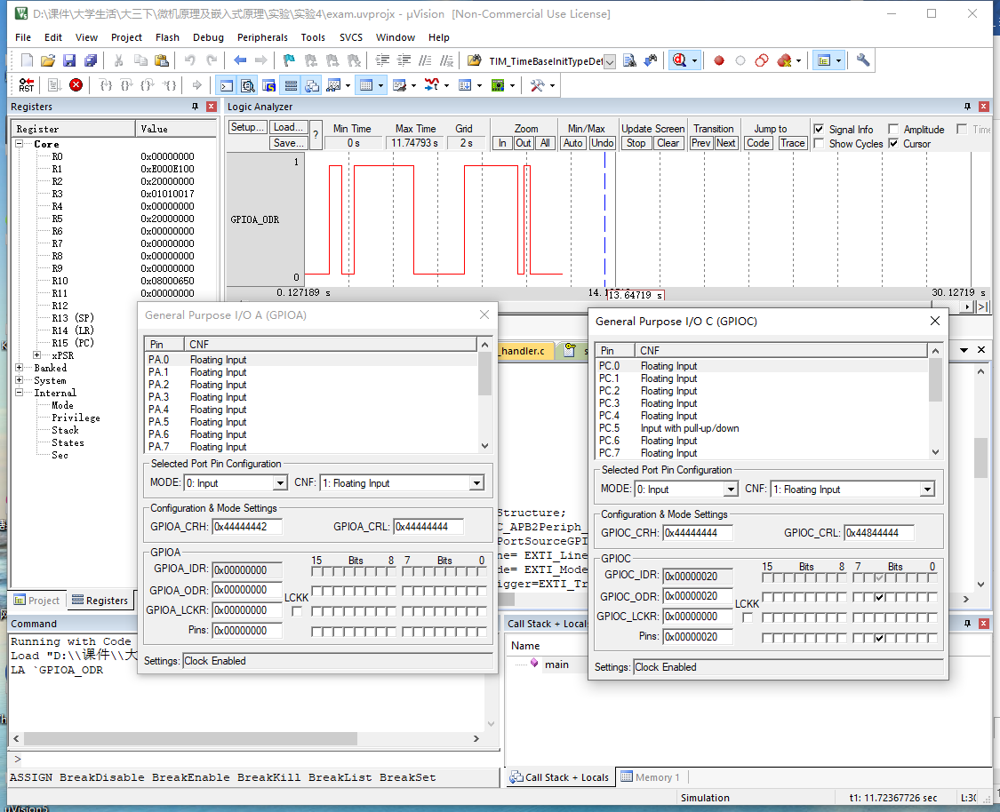 D:\课件\大学生活\大三下\微机原理及嵌入式原理\实验\实验4\exam.uvprojx - µVision [Non-Commercial Use License]
File Edit View Project Flash Debug Peripherals Tools SVCS Window Help
TIM_TimeBaseInitTypeDef
RST
Registers
Register Value
Core
R0 0x00000000
R1 0xE000E100
R2 0x20000000
R3 0x01010017
R4 0x00000000
R5 0x20000000
R6 0x00000000
R7 0x00000000
R8 0x00000000
R9 0x00000000
R10 0x08000650
R11 0x00000000
R12
R13 (SP)
R14 (LR)
R15 (PC)
xPSR
Banked
System
Internal
Mode
Privilege
Stack
States
Sec
Project Registers
Logic Analyzer
Setup... Load... Save... ?
Min Time Max Time Grid Zoom Min/Max Update Screen Transition Jump to
0 s 11.74793 s 2 s In Out All Auto Undo Stop Clear Prev Next Code Trace
Signal Info Amplitude Time
Show Cycles Cursor
1
GPIOA_ODR
0
0.127189 s 14.1 13.64719 s 30.12719 s
_handler.c
Structure;
C_APB2Periph_
PortSourceGPI
ne= EXTI_Line
de= EXTI_Mode
igger=EXTI_Tr
General Purpose I/O A (GPIOA)
Pin CNF
PA.0 Floating Input
PA.1 Floating Input
PA.2 Floating Input
PA.3 Floating Input
PA.4 Floating Input
PA.5 Floating Input
PA.6 Floating Input
PA.7 Floating Input
Selected Port Pin Configuration
MODE: 0: Input CNF: 1: Floating Input
Configuration & Mode Settings
GPIOA_CRH: 0x44444442 GPIOA_CRL: 0x44444444
GPIOA
15 Bits 8 7 Bits 0
GPIOA_IDR: 0x00000000
GPIOA_ODR: 0x00000000
LCKK
GPIOA_LCKR: 0x00000000
Pins: 0x00000000
Settings: Clock Enabled
General Purpose I/O C (GPIOC)
Pin CNF
PC.0 Floating Input
PC.1 Floating Input
PC.2 Floating Input
PC.3 Floating Input
PC.4 Floating Input
PC.5 Input with pull-up/down
PC.6 Floating Input
PC.7 Floating Input
Selected Port Pin Configuration
MODE: 0: Input CNF: 1: Floating Input
Configuration & Mode Settings
GPIOC_CRH: 0x44444444 GPIOC_CRL: 0x44844444
GPIOC
15 Bits 8 7 Bits 0
GPIOC_IDR: 0x00000020
GPIOC_ODR: 0x00000020
LCKK
GPIOC_LCKR: 0x00000000
Pins: 0x00000020
Settings: Clock Enabled
Command
Running with Code
Load "D:\\课件\\大
LA `GPIOA_ODR
>
ASSIGN BreakDisable BreakEnable BreakKill BreakList BreakSet
Call Stack + Locals
Name
main
Call Stack + Locals Memory 1
Simulation t1: 11.72367726 sec L:30
µVision5